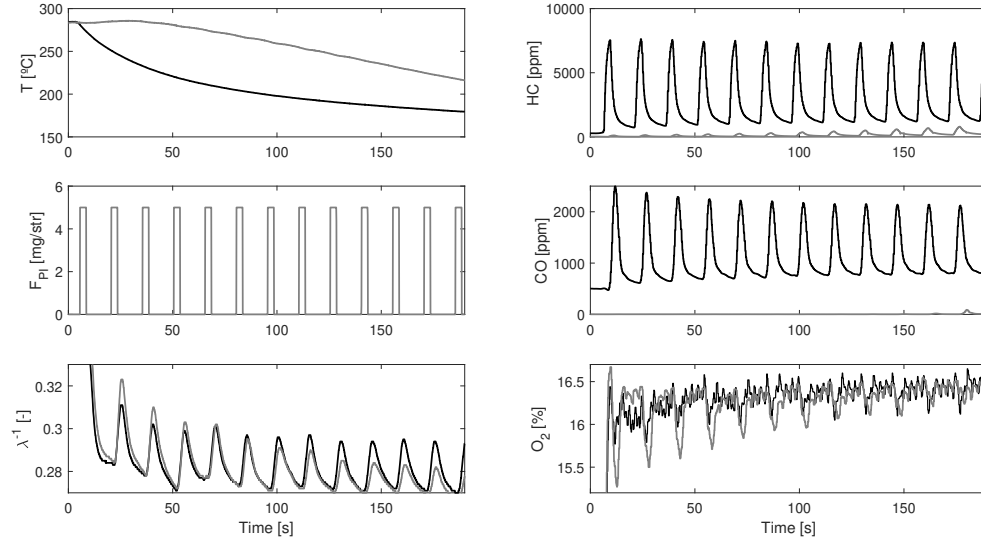 300
250
200
150
T [ºC]
0 50 100 150
6
4
2
0
F_PI [mg/str]
0 50 100 150
0.32
0.3
0.28
λ⁻¹ [-]
0 50 100 150
Time [s]
10000
5000
0
HC [ppm]
0 50 100 150
2000
1000
0
CO [ppm]
0 50 100 150
16.5
16
15.5
O₂ [%]
0 50 100 150
Time [s]